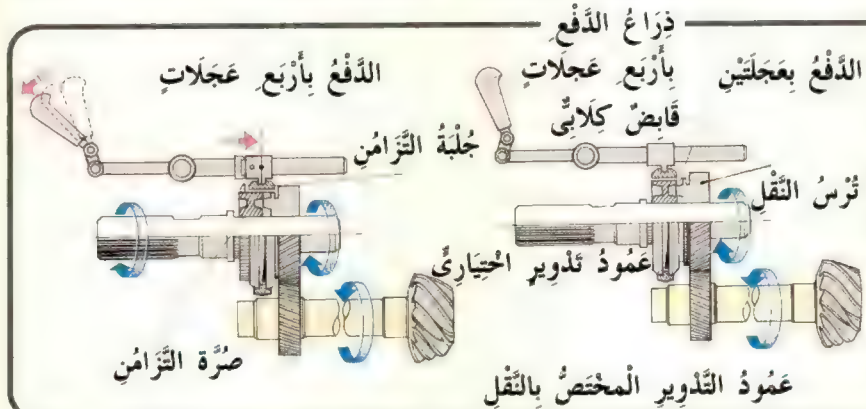 ذِرَاعُ الدَّفْعِ
الدَّفْعُ بِعَجَلَتَيْنِ
بِأَرْبَعِ عَجَلَاتٍ
الدَّفْعُ بِأَرْبَعِ عَجَلَاتٍ
قَابِضٌ كِلَابِىٌّ
جُلْبَةُ التَّزَامُنِ
تُرْسُ النَّقْلِ
عَمُودُ تَدْوِيرٍ اخْتِيَارِىٌّ
صُرَّة التَّزَامُنِ
عَمُودُ التَّدْوِيرِ الْمُخْتَصُّ بِالنَّقْلِ